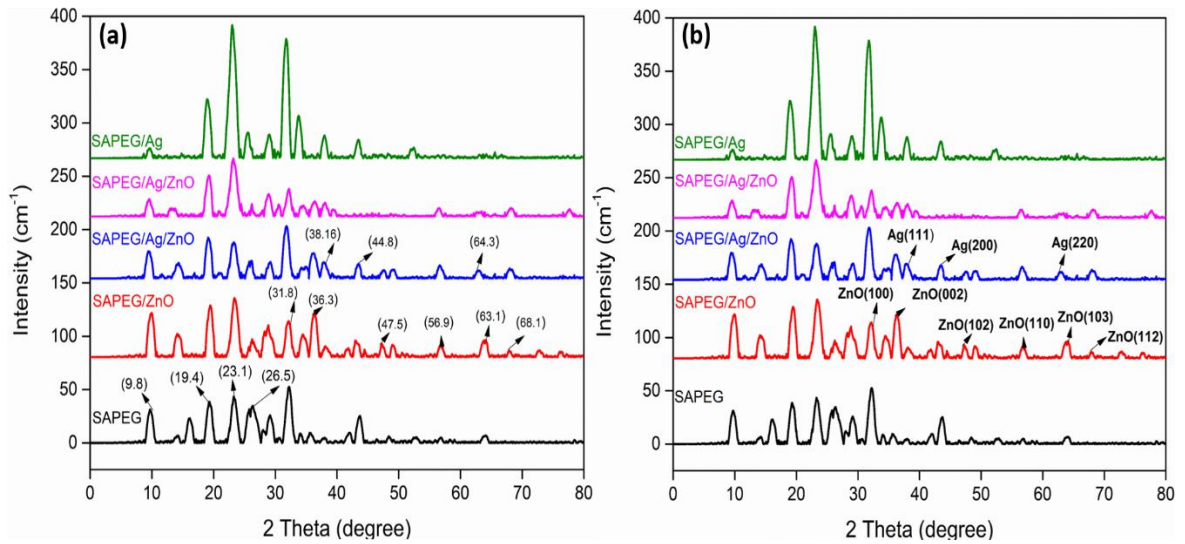 (a)
400
350
300
250
200
150
100
50
0
Intensity (cm⁻¹)
SAPEG/Ag
SAPEG/Ag/ZnO
SAPEG/Ag/ZnO
(38.16)
(44.8)
(64.3)
SAPEG/ZnO
(31.8)
(36.3)
(47.5)
(56.9)
(63.1)
(68.1)
SAPEG
(9.8)
(19.4)
(23.1)
(26.5)
0 10 20 30 40 50 60 70 80
2 Theta (degree)
(b)
400
350
300
250
200
150
100
50
0
Intensity (cm⁻¹)
SAPEG/Ag
SAPEG/Ag/ZnO
SAPEG/Ag/ZnO
Ag(111)
Ag(200)
Ag(220)
SAPEG/ZnO
ZnO(100)
ZnO(002)
ZnO(102)
ZnO(110)
ZnO(103)
ZnO(112)
SAPEG
0 10 20 30 40 50 60 70 80
2 Theta (degree)